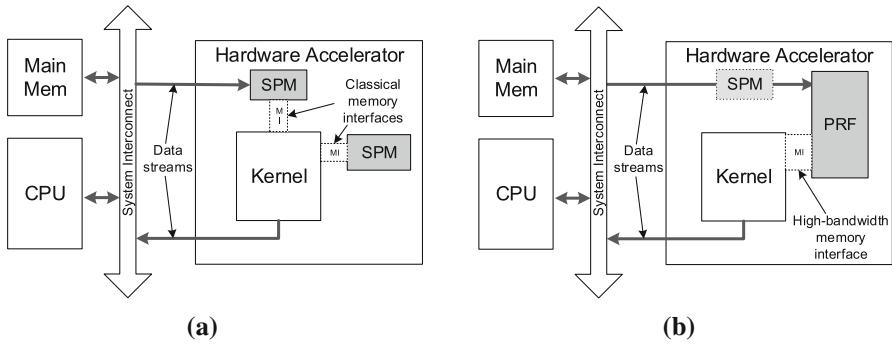 Hardware Accelerator
Main
Mem
SPM
Classical
memory
interfaces
M
I
System Interconnect
Data
streams
MI
SPM
CPU
Kernel
(a)
Hardware Accelerator
Main
Mem
SPM
PRF
System Interconnect
Data
streams
MI
CPU
Kernel
High-bandwidth
memory
interface
(b)